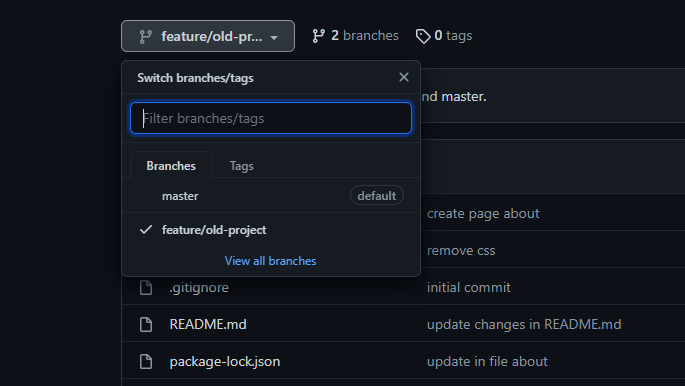 feature/old-pr...
2 branches
0 tags
Switch branches/tags
nd master.
Filter branches/tags
Branches
Tags
master
default
create page about
feature/old-project
remove css
View all branches
.gitignore
initial commit
README.md
update changes in README.md
package-lock.json
update in file about